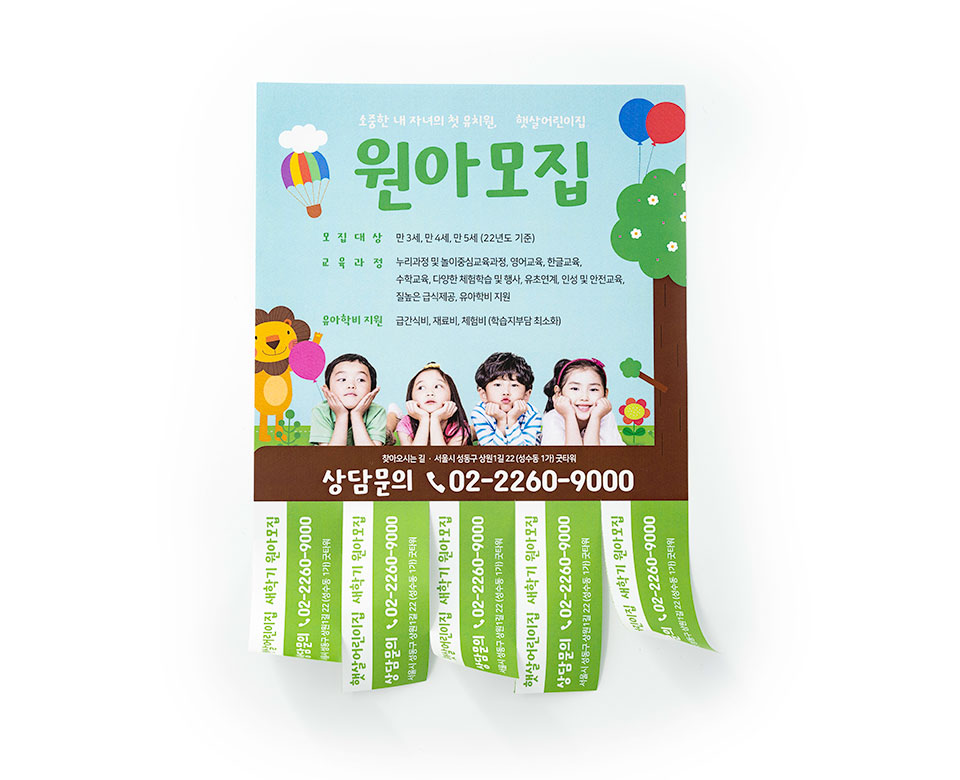 소중한 내 자녀의 첫 유치원, 햇살어린이집
원아모집
모집대상 만 3세, 만 4세, 만 5세 (22년도 기준)
교육과정 누리과정 및 놀이중심교육과정, 영어교육, 한글교육,
수학교육, 다양한 체험학습 및 행사, 유초연계, 인성 및 안전교육,
질높은 급식제공, 유아학비 지원
유아학비 지원 급간식비, 재료비, 체험비 (학습지부담 최소화)
찾아오시는 길 · 서울시 성동구 상원1길 22 (성수동 1가) 굿타워
상담문의 02-2260-9000
햇살어린이집 새학기 원아모집
상담문의 02-2260-9000
서울시 성동구 상원1길 22 (성수동 1가) 굿타워
햇살어린이집 새학기 원아모집
상담문의 02-2260-9000
서울시 성동구 상원1길 22 (성수동 1가) 굿타워
햇살어린이집 새학기 원아모집
상담문의 02-2260-9000
서울시 성동구 상원1길 22 (성수동 1가) 굿타워
햇살어린이집 새학기 원아모집
상담문의 02-2260-9000
서울시 성동구 상원1길 22 (성수동 1가) 굿타워
새학기 원아모집
02-2260-9000
상원1길 22 (성수동 1가) 굿타워